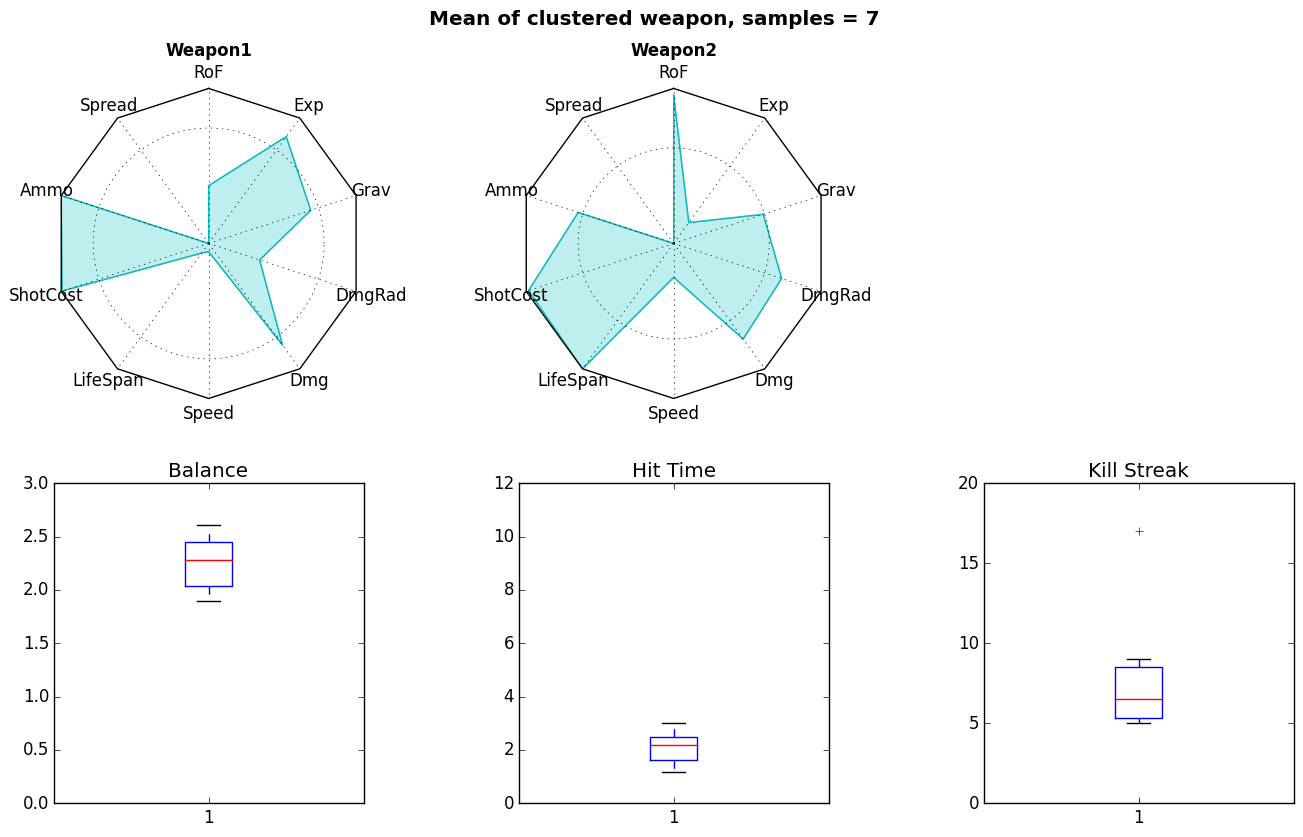 Mean of clustered weapon, samples = 7
Weapon1
RoF
Spread
Exp
Ammo
Grav
ShotCost
DmgRad
LifeSpan
Dmg
Speed
Weapon2
RoF
Spread
Exp
Ammo
Grav
ShotCost
DmgRad
LifeSpan
Dmg
Speed
Balance
3.0
2.5
2.0
1.5
1.0
0.5
0.0
1
Hit Time
12
10
8
6
4
2
0
1
Kill Streak
20
15
10
5
0
1